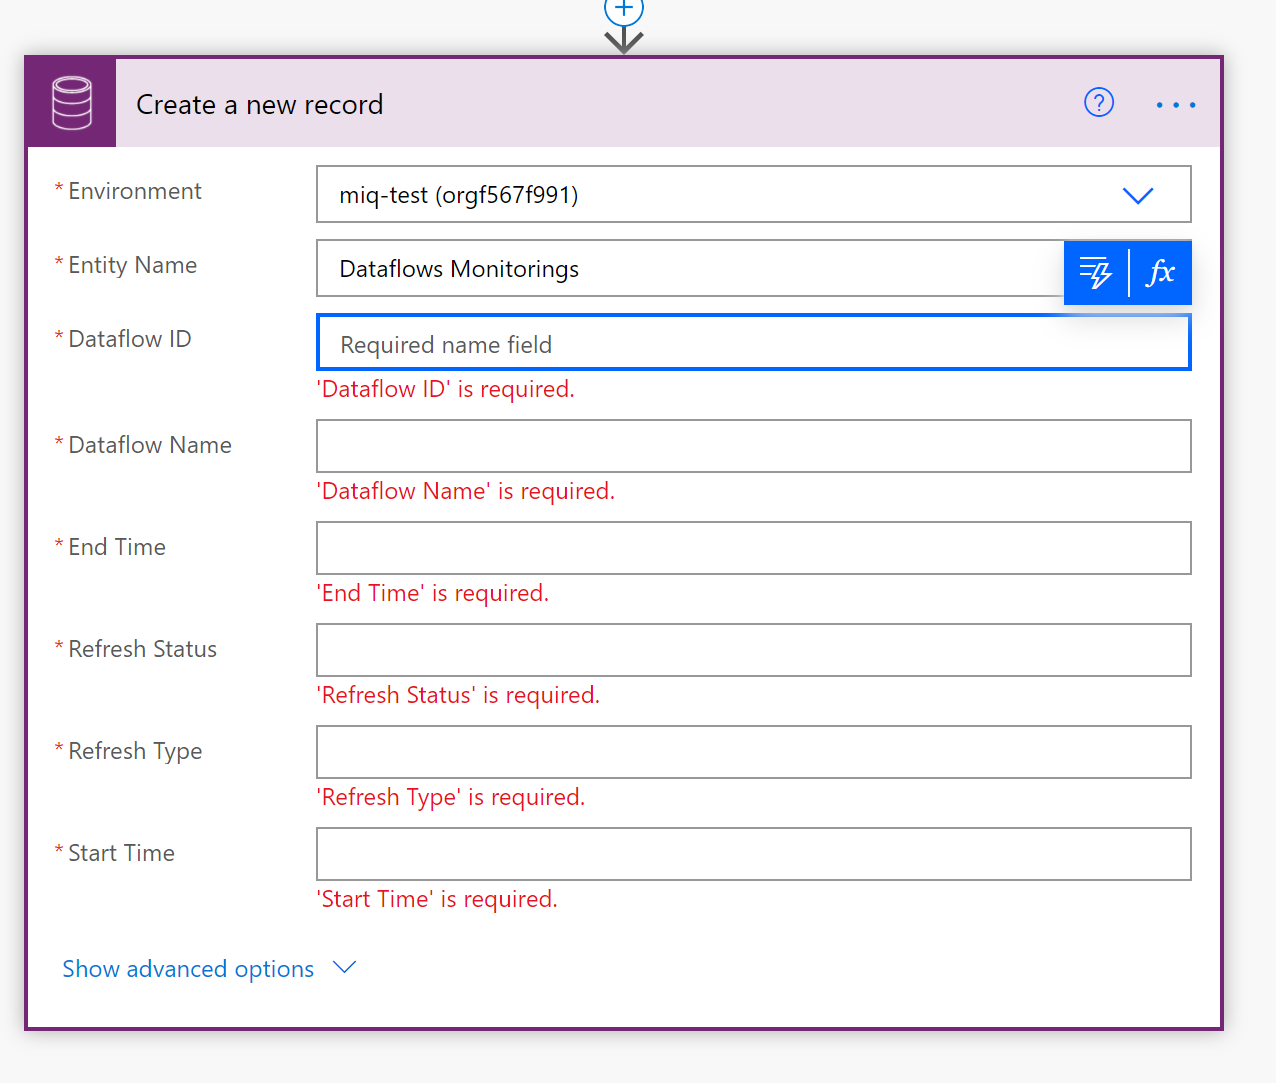 Create a new record
?
* Environment
miq-test (orgf567f991)
* Entity Name
Dataflows Monitorings
fx
* Dataflow ID
Required name field
'Dataflow ID' is required.
* Dataflow Name
'Dataflow Name' is required.
* End Time
'End Time' is required.
* Refresh Status
'Refresh Status' is required.
* Refresh Type
'Refresh Type' is required.
* Start Time
'Start Time' is required.
Show advanced options